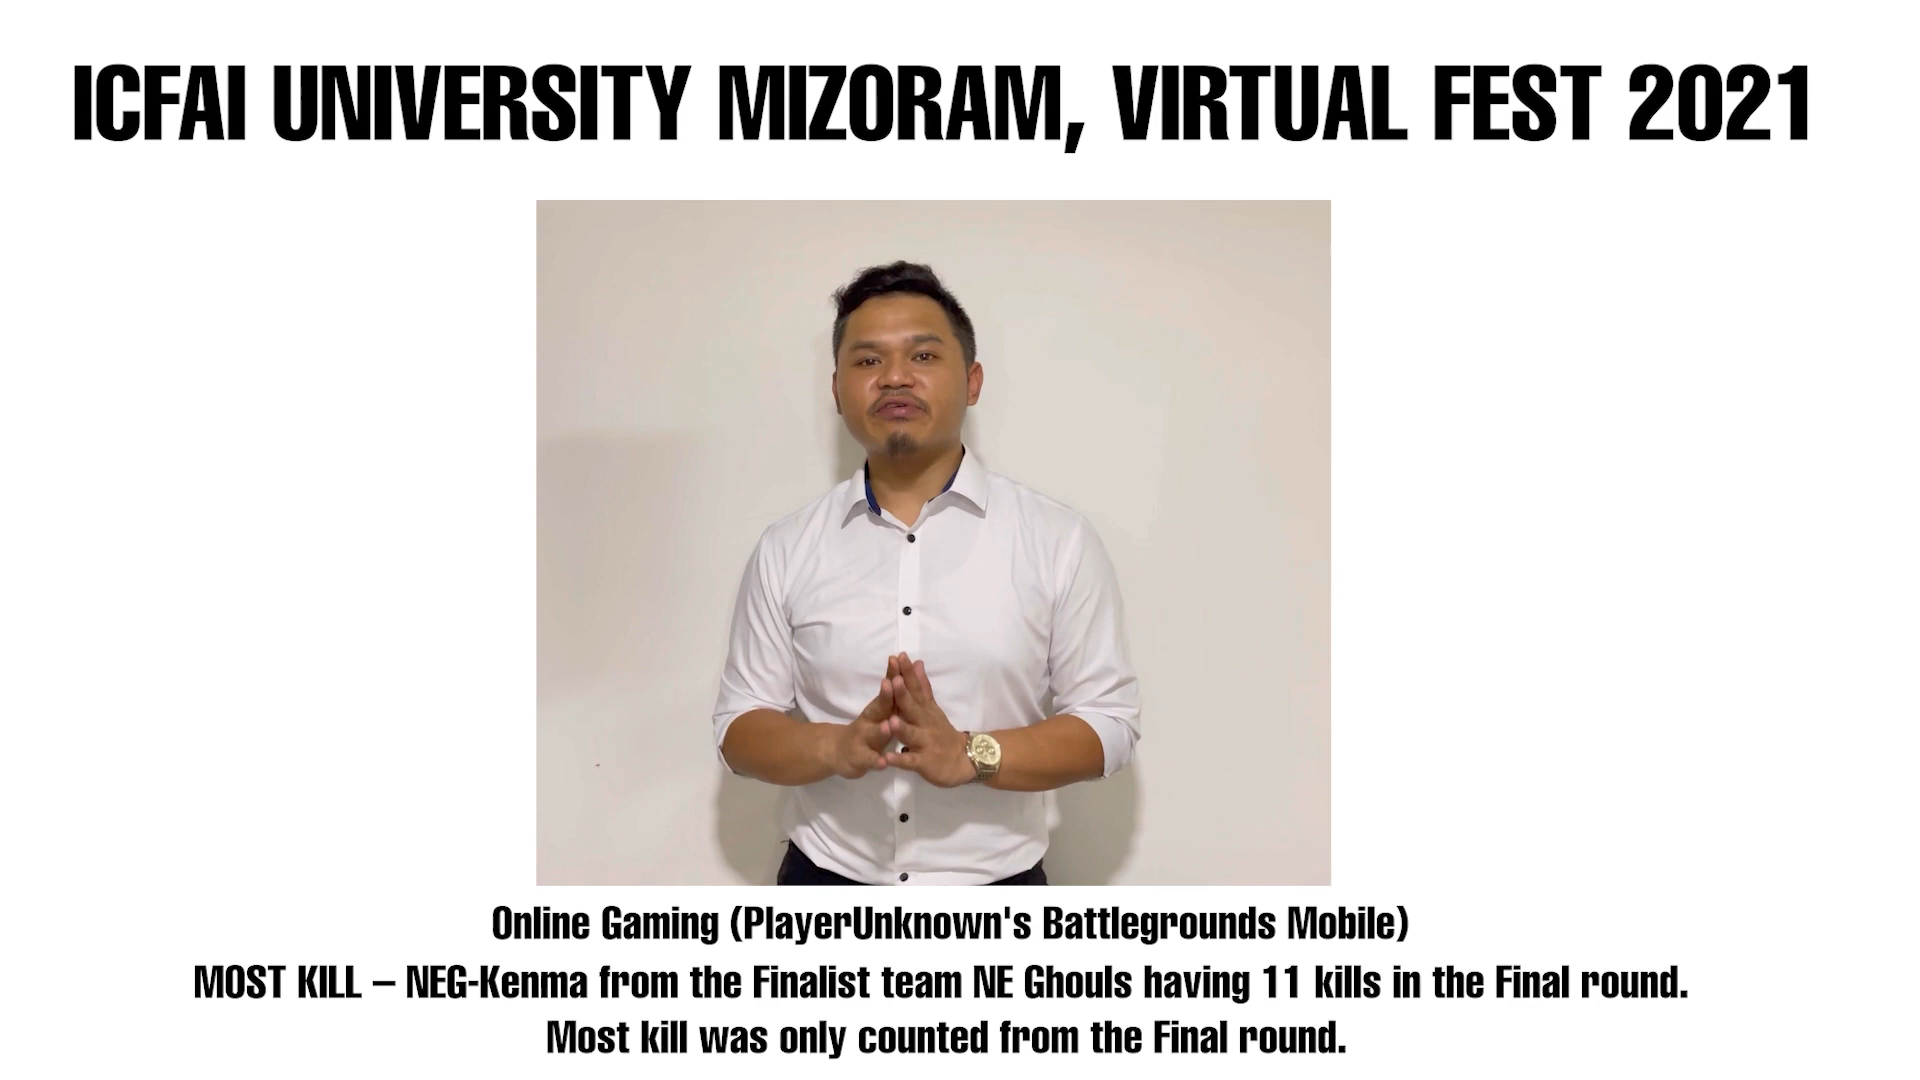 ICFAI UNIVERSITY MIZORAM, VIRTUAL FEST 2021
Online Gaming (PlayerUnknown's Battlegrounds Mobile)
MOST KILL – NEG-Kenma from the Finalist team NE Ghouls having 11 kills in the Final round.
Most kill was only counted from the Final round.